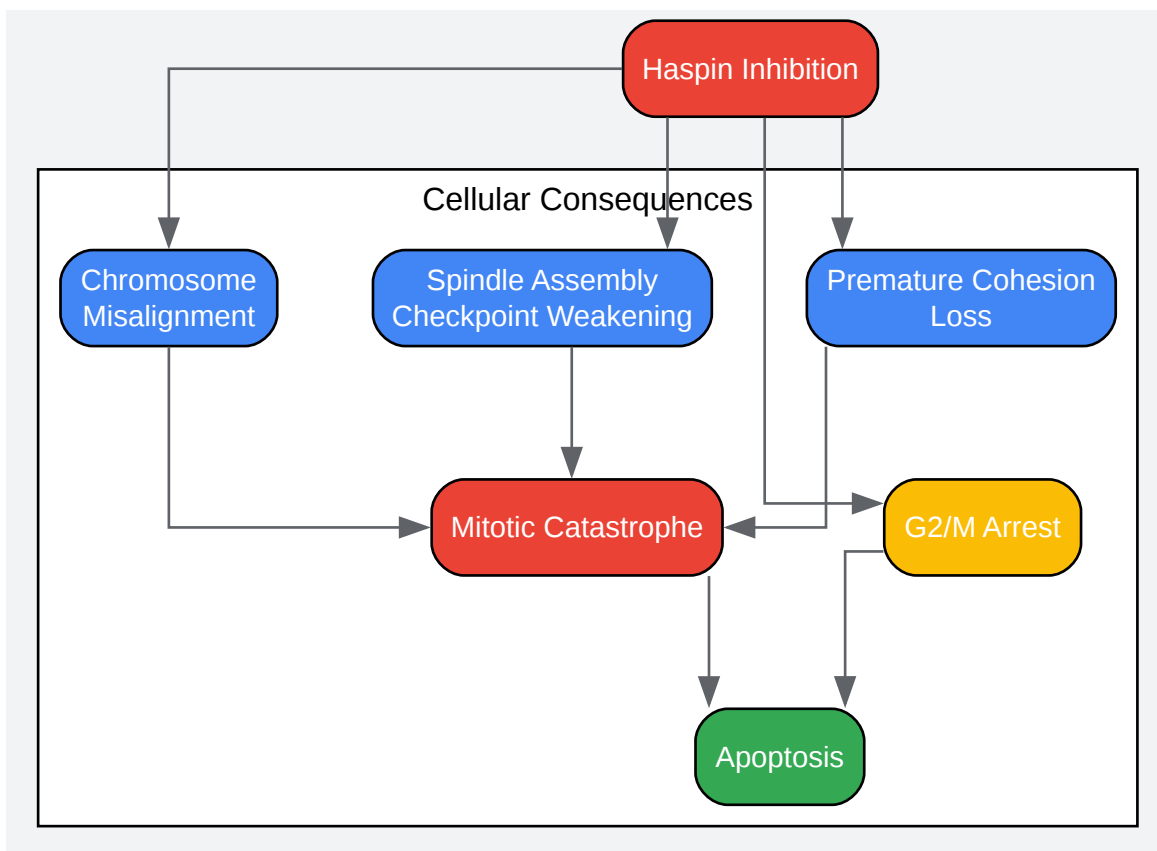 Haspin Inhibition
Cellular Consequences
Chromosome
Misalignment
Spindle Assembly
Checkpoint Weakening
Premature Cohesion
Loss
Mitotic Catastrophe
G2/M Arrest
Apoptosis